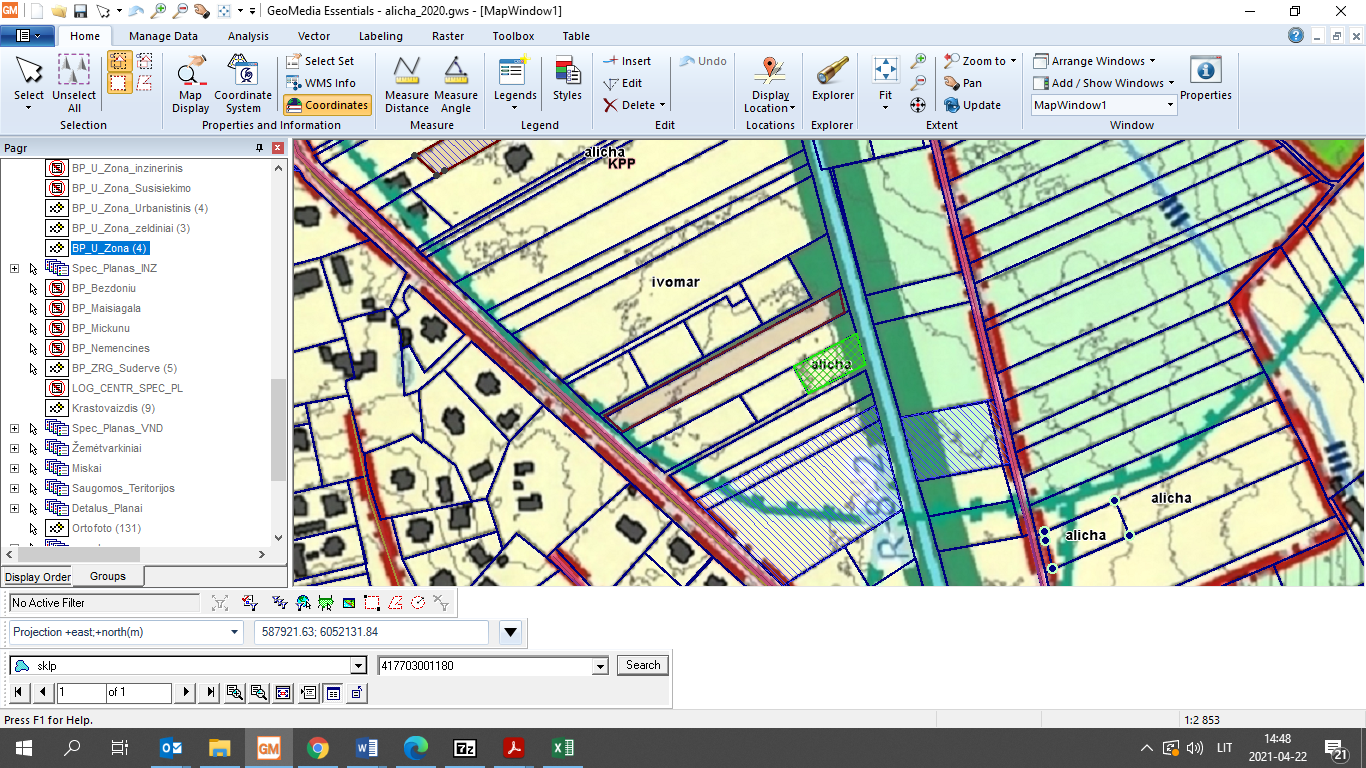 GeoMedia Essentials - alicha_2020.gws - [MapWindow1]
Home Manage Data Analysis Vector Labeling Raster Toolbox Table
Select
Unselect All
Selection
Map Display
Coordinate System
Select Set
WMS Info
Coordinates
Properties and Information
Measure Distance
Measure Angle
Measure
Legends
Styles
Legend
Insert
Edit
Delete
Undo
Edit
Display Location
Locations
Explorer
Explorer
Fit
Zoom to
Pan
Update
Extent
Arrange Windows
Add / Show Windows
MapWindow1
Window
Properties
Pagr
BP_U_Zona_inzinerinis
BP_U_Zona_Susisiekimo
BP_U_Zona_Urbanistinis (4)
BP_U_Zona_zeldiniai (3)
BP_U_Zona (4)
Spec_Planas_INZ
BP_Bezdoniu
BP_Maisiagala
BP_Mickunu
BP_Nemencines
BP_ZRG_Suderve (5)
LOG_CENTR_SPEC_PL
Krastovaizdis (9)
Spec_Planas_VND
Žemėtvarkiniai
Miskai
Saugomos_Teritorijos
Detalus_Planai
Ortofoto (131)
Display Order Groups
alicha
KPP
ivomar
alicha
R-8-2
alicha
alicha
No Active Filter
Projection +east;+north(m)
587921.63; 6052131.84
sklp
417703001180
Search
1 of 1
Press F1 for Help.
1:2 853
LIT
14:48
2021-04-22
21